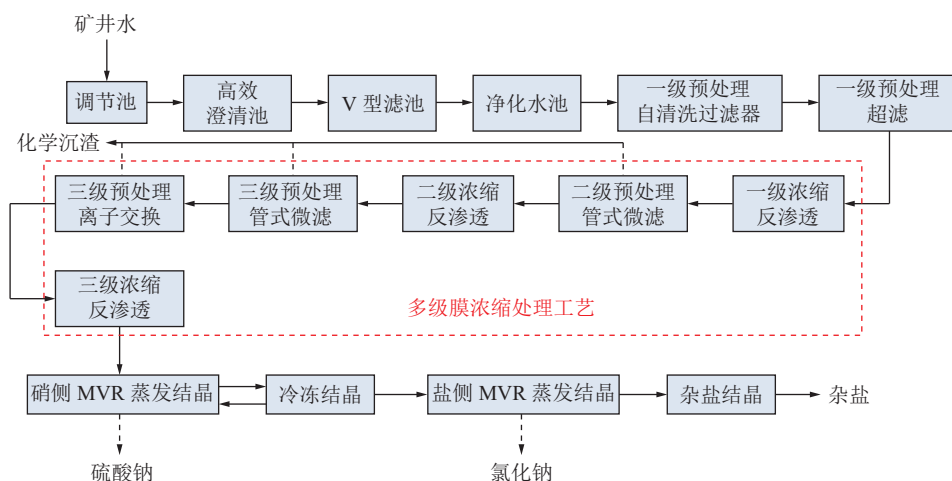 矿井水
调节池
高效
澄清池
V 型滤池
净化水池
一级预处理
自清洗过滤器
一级预处理
超滤
化学沉渣
三级预处理
离子交换
三级预处理
管式微滤
二级浓缩
反渗透
二级预处理
管式微滤
一级浓缩
反渗透
三级浓缩
反渗透
多级膜浓缩处理工艺
硝侧 MVR 蒸发结晶
冷冻结晶
盐侧 MVR 蒸发结晶
杂盐结晶
杂盐
硫酸钠
氯化钠